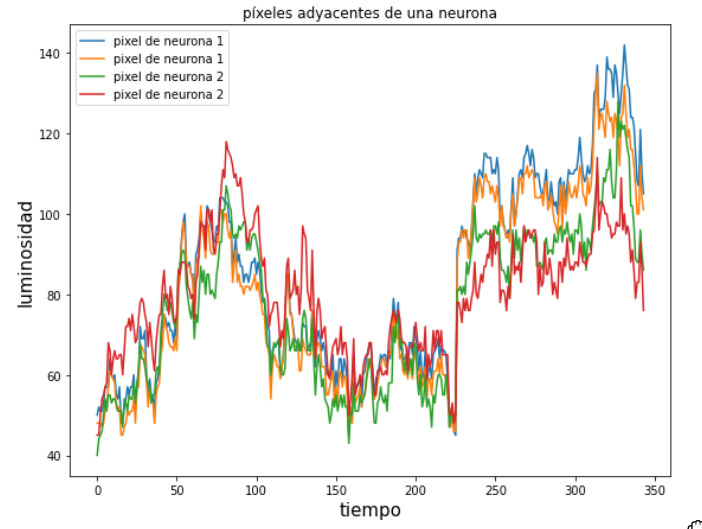 píxeles adyacentes de una neurona
pixel de neurona 1
pixel de neurona 1
pixel de neurona 2
pixel de neurona 2
luminosidad
140
120
100
80
60
40
0 50 100 150 200 250 300 350
tiempo